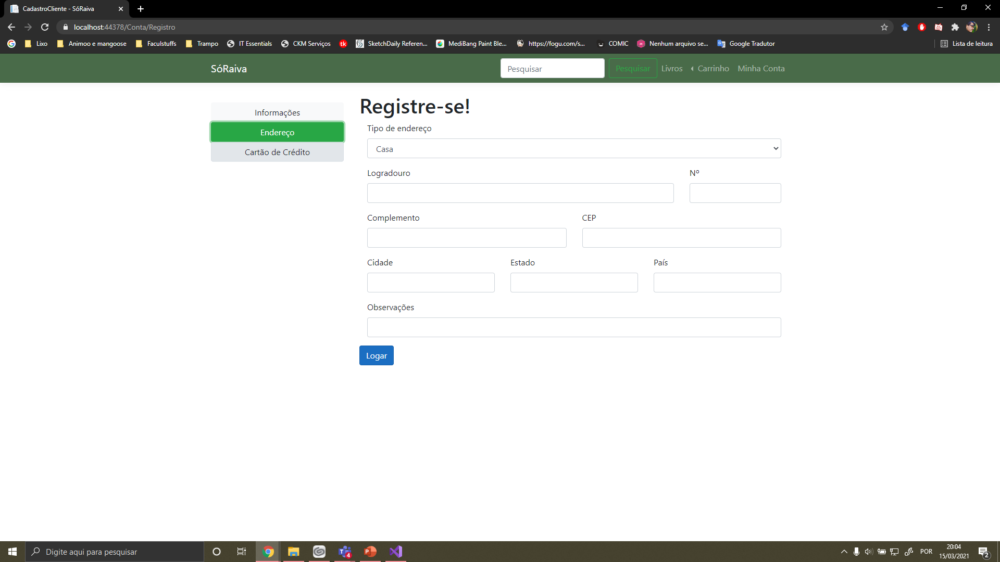 CadastroCliente - SóRaiva
localhost:44378/Conta/Registro
Lixo Animoo e mangoose Faculstuffs Trampo IT Essentials CKM Serviços tk SketchDaily Referen... MediBang Paint Ble... https://fogu.com/s... COMIC Nenhum arquivo se... Google Tradutor Lista de leitura
SóRaiva Pesquisar Pesquisar Livros Carrinho Minha Conta
Registre-se!
Informações
Endereço
Cartão de Crédito
Tipo de endereço
Casa
Logradouro Nº
Complemento CEP
Cidade Estado País
Observações
Logar
Digite aqui para pesquisar
4
POR
20:04
15/03/2021
2